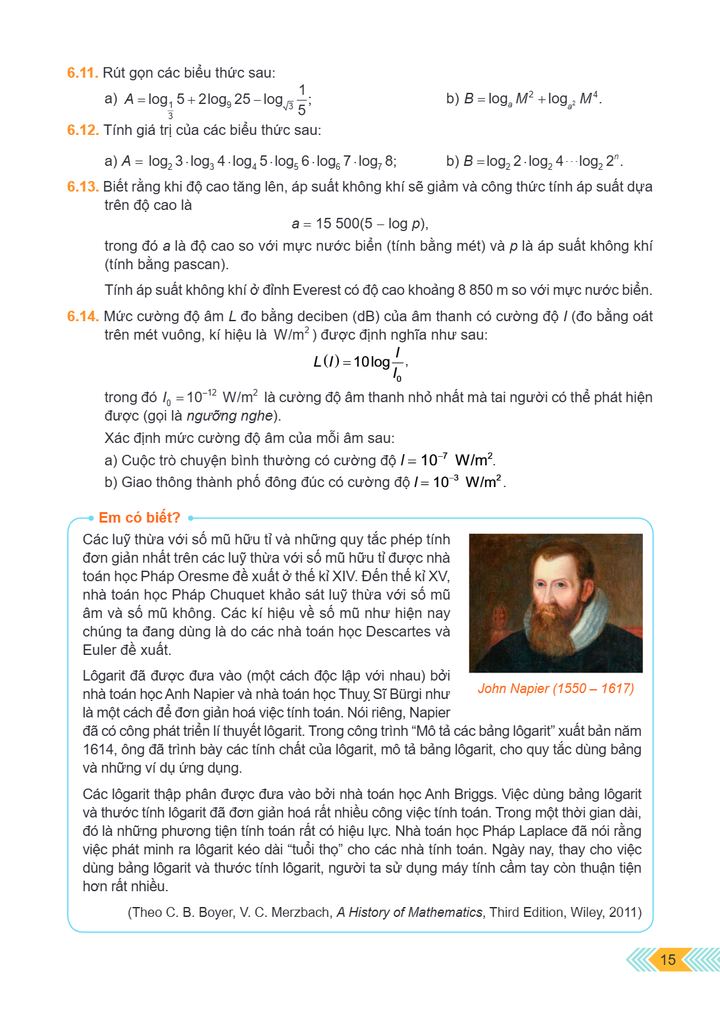 6.11. Rút gọn các biểu thức sau:
a) A = log_{1/3} 5 + 2log_9 25 − log_{√3} 1/5; b) B = log_a M² + log_{a²} M⁴.
6.12. Tính giá trị của các biểu thức sau:
a) A = log₂ 3 · log₃ 4 · log₄ 5 · log₅ 6 · log₆ 7 · log₇ 8; b) B = log₂ 2 · log₂ 4 ··· log₂ 2ⁿ.
6.13. Biết rằng khi độ cao tăng lên, áp suất không khí sẽ giảm và công thức tính áp suất dựa
trên độ cao là
a = 15 500(5 − log p),
trong đó a là độ cao so với mực nước biển (tính bằng mét) và p là áp suất không khí
(tính bằng pascan).
Tính áp suất không khí ở đỉnh Everest có độ cao khoảng 8 850 m so với mực nước biển.
6.14. Mức cường độ âm L đo bằng deciben (dB) của âm thanh có cường độ I (đo bằng oát
trên mét vuông, kí hiệu là W/m² ) được định nghĩa như sau:
L(I) = 10log I/I₀,
trong đó I₀ = 10⁻¹² W/m² là cường độ âm thanh nhỏ nhất mà tai người có thể phát hiện
được (gọi là ngưỡng nghe).
Xác định mức cường độ âm của mỗi âm sau:
a) Cuộc trò chuyện bình thường có cường độ I = 10⁻⁷ W/m².
b) Giao thông thành phố đông đúc có cường độ I = 10⁻³ W/m².
Em có biết?
Các luỹ thừa với số mũ hữu tỉ và những quy tắc phép tính
đơn giản nhất trên các luỹ thừa với số mũ hữu tỉ được nhà
toán học Pháp Oresme đề xuất ở thế kỉ XIV. Đến thế kỉ XV,
nhà toán học Pháp Chuquet khảo sát luỹ thừa với số mũ
âm và số mũ không. Các kí hiệu về số mũ như hiện nay
chúng ta đang dùng là do các nhà toán học Descartes và
Euler đề xuất.
Lôgarit đã được đưa vào (một cách độc lập với nhau) bởi
nhà toán học Anh Napier và nhà toán học Thuỵ Sĩ Bürgi như
là một cách để đơn giản hoá việc tính toán. Nói riêng, Napier
John Napier (1550 – 1617)
đã có công phát triển lí thuyết lôgarit. Trong công trình “Mô tả các bảng lôgarit” xuất bản năm
1614, ông đã trình bày các tính chất của lôgarit, mô tả bảng lôgarit, cho quy tắc dùng bảng
và những ví dụ ứng dụng.
Các lôgarit thập phân được đưa vào bởi nhà toán học Anh Briggs. Việc dùng bảng lôgarit
và thước tính lôgarit đã đơn giản hoá rất nhiều công việc tính toán. Trong một thời gian dài,
đó là những phương tiện tính toán rất có hiệu lực. Nhà toán học Pháp Laplace đã nói rằng
việc phát minh ra lôgarit kéo dài “tuổi thọ” cho các nhà tính toán. Ngày nay, thay cho việc
dùng bảng lôgarit và thước tính lôgarit, người ta sử dụng máy tính cầm tay còn thuận tiện
hơn rất nhiều.
(Theo C. B. Boyer, V. C. Merzbach, A History of Mathematics, Third Edition, Wiley, 2011)
15